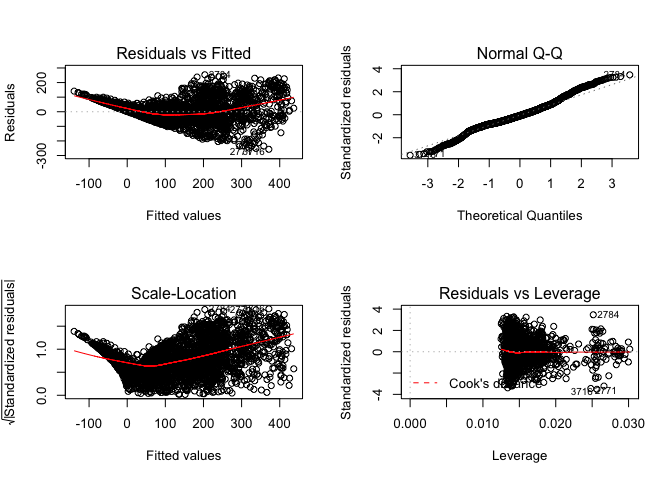 Residuals vs Fitted
Residuals
200
0
-300
2784
-100 0 100 200 300 400
Fitted values
Normal Q-Q
Standardized residuals
4
2
0
-2
-3 -2 -1 0 1 2 3
Theoretical Quantiles
Scale-Location
√|Standardized residuals|
1.0
0.0
-100 0 100 200 300 400
Fitted values
Residuals vs Leverage
Standardized residuals
4
2
0
-4
2784
2771
Cook's distance
0.000 0.010 0.020 0.030
Leverage